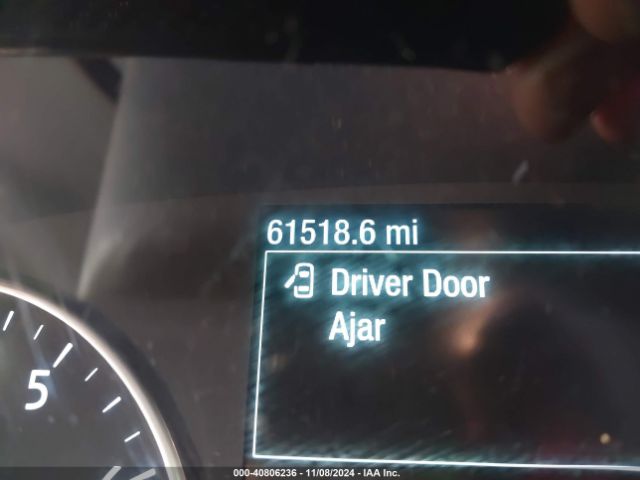 61518.6 mi
Driver Door
Ajar
5
000-40806236 - 11/08/2024 - IAA Inc.